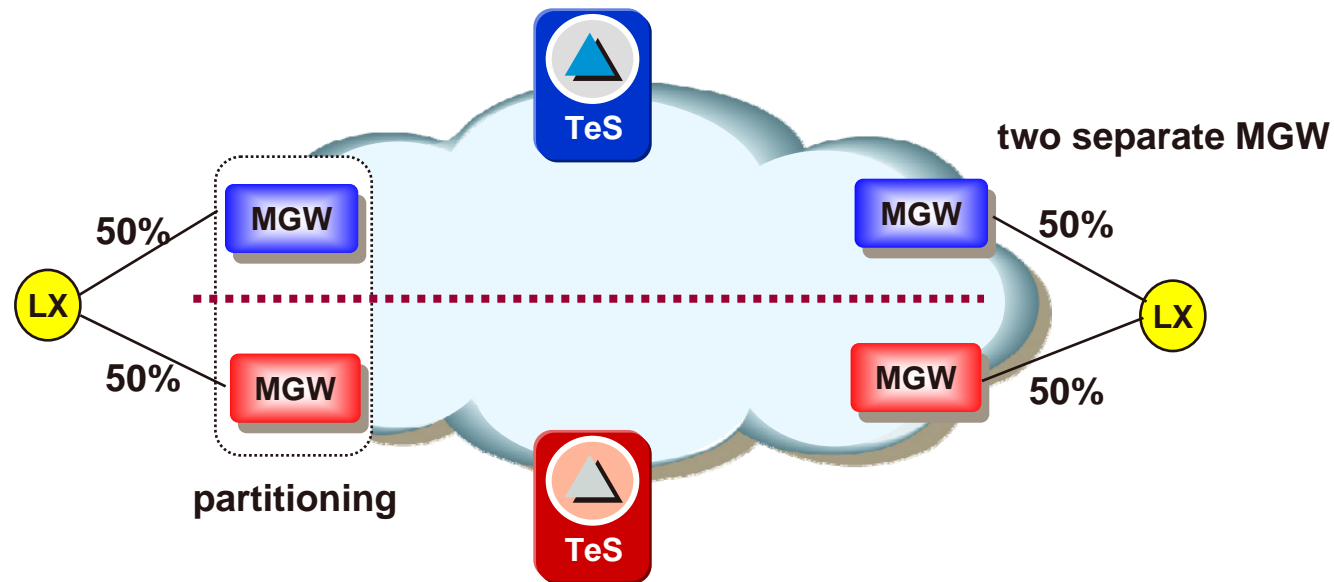 TeS
two separate MGW
MGW
MGW
50%
50%
LX
LX
MGW
MGW
50%
50%
partitioning
TeS